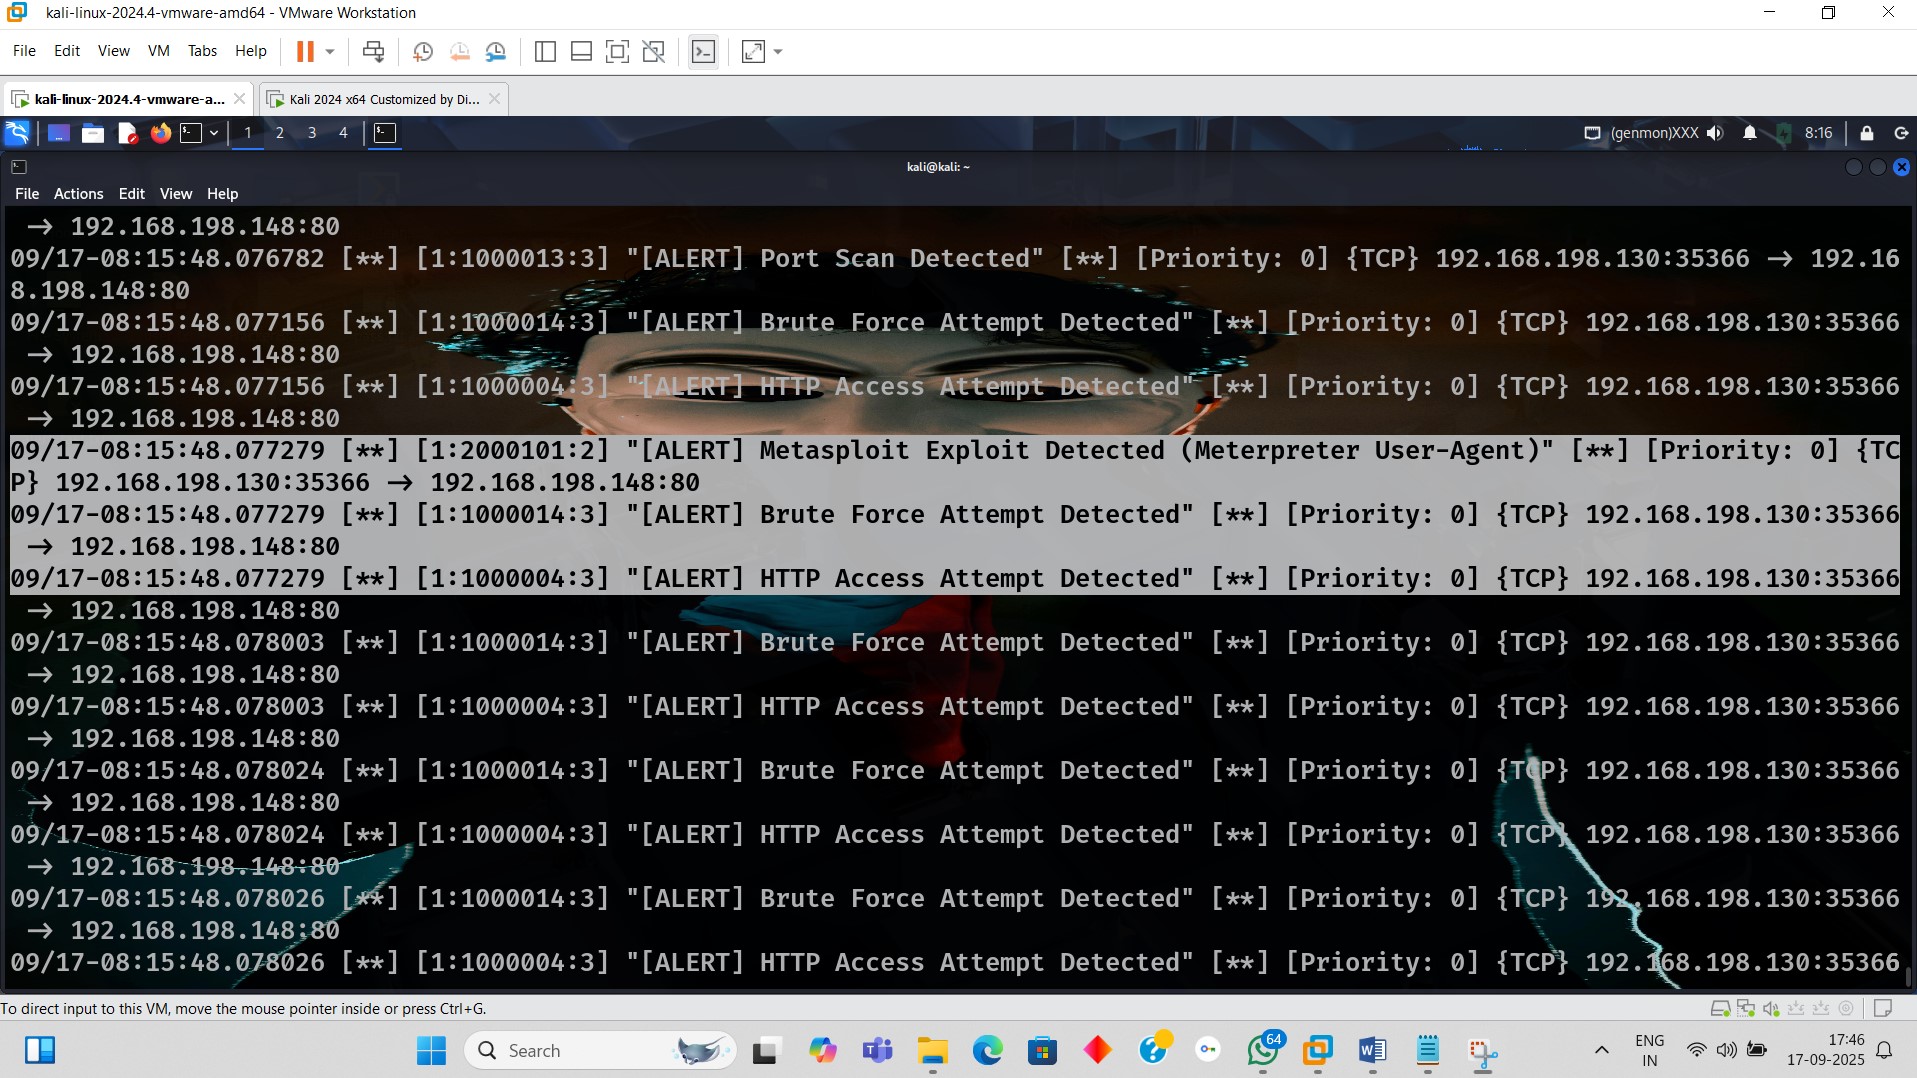 kali-linux-2024.4-vmware-amd64 - VMware Workstation
File Edit View VM Tabs Help
kali-linux-2024.4-vmware-a...
Kali 2024 x64 Customized by Di...
1 2 3 4
(genmon)XXX
8:16
kali@kali: ~
File Actions Edit View Help
→ 192.168.198.148:80
09/17-08:15:48.076782 [**] [1:1000013:3] "[ALERT] Port Scan Detected" [**] [Priority: 0] {TCP} 192.168.198.130:35366 → 192.16
8.198.148:80
09/17-08:15:48.077156 [**] [1:1000014:3] "[ALERT] Brute Force Attempt Detected" [**] [Priority: 0] {TCP} 192.168.198.130:35366
→ 192.168.198.148:80
09/17-08:15:48.077156 [**] [1:1000004:3] "[ALERT] HTTP Access Attempt Detected" [**] [Priority: 0] {TCP} 192.168.198.130:35366
→ 192.168.198.148:80
09/17-08:15:48.077279 [**] [1:2000101:2] "[ALERT] Metasploit Exploit Detected (Meterpreter User-Agent)" [**] [Priority: 0] {TC
P} 192.168.198.130:35366 → 192.168.198.148:80
09/17-08:15:48.077279 [**] [1:1000014:3] "[ALERT] Brute Force Attempt Detected" [**] [Priority: 0] {TCP} 192.168.198.130:35366
→ 192.168.198.148:80
09/17-08:15:48.077279 [**] [1:1000004:3] "[ALERT] HTTP Access Attempt Detected" [**] [Priority: 0] {TCP} 192.168.198.130:35366
→ 192.168.198.148:80
09/17-08:15:48.078003 [**] [1:1000014:3] "[ALERT] Brute Force Attempt Detected" [**] [Priority: 0] {TCP} 192.168.198.130:35366
→ 192.168.198.148:80
09/17-08:15:48.078003 [**] [1:1000004:3] "[ALERT] HTTP Access Attempt Detected" [**] [Priority: 0] {TCP} 192.168.198.130:35366
→ 192.168.198.148:80
09/17-08:15:48.078024 [**] [1:1000014:3] "[ALERT] Brute Force Attempt Detected" [**] [Priority: 0] {TCP} 192.168.198.130:35366
→ 192.168.198.148:80
09/17-08:15:48.078024 [**] [1:1000004:3] "[ALERT] HTTP Access Attempt Detected" [**] [Priority: 0] {TCP} 192.168.198.130:35366
→ 192.168.198.148:80
09/17-08:15:48.078026 [**] [1:1000014:3] "[ALERT] Brute Force Attempt Detected" [**] [Priority: 0] {TCP} 192.168.198.130:35366
→ 192.168.198.148:80
09/17-08:15:48.078026 [**] [1:1000004:3] "[ALERT] HTTP Access Attempt Detected" [**] [Priority: 0] {TCP} 192.168.198.130:35366
To direct input to this VM, move the mouse pointer inside or press Ctrl+G.
Search
64
ENG
IN
17:46
17-09-2025